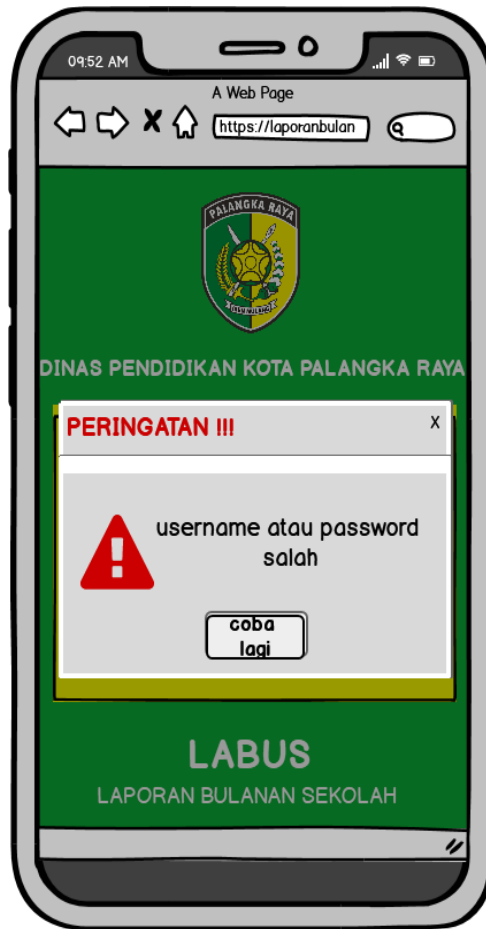 09:52 AM
A Web Page
https://laporanbulan
PALANGKA RAYA
DINAS PENDIDIKAN KOTA PALANGKA RAYA
PERINGATAN !!!
X
username atau password
salah
coba
lagi
LABUS
LAPORAN BULANAN SEKOLAH